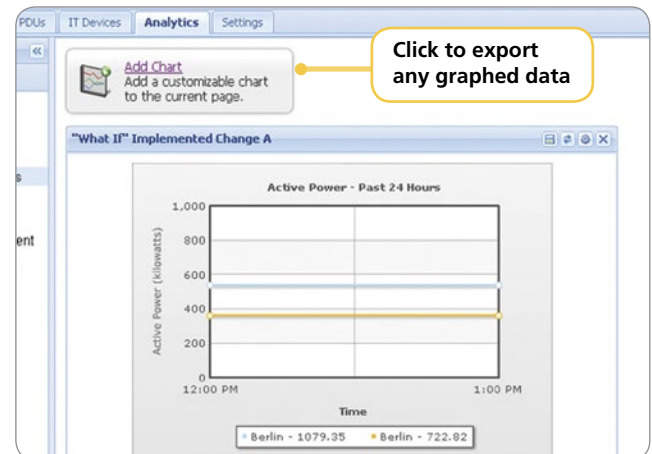 PDUs IT Devices Analytics Settings
Add Chart
Add a customizable chart
to the current page.
Click to export
any graphed data
"What If" Implemented Change A
s
ent
Active Power - Past 24 Hours
Active Power (kilowatts)
1,000
800
600
400
200
0
12:00 PM 1:00 PM
Time
Berlin - 1079.35 Berlin - 722.82